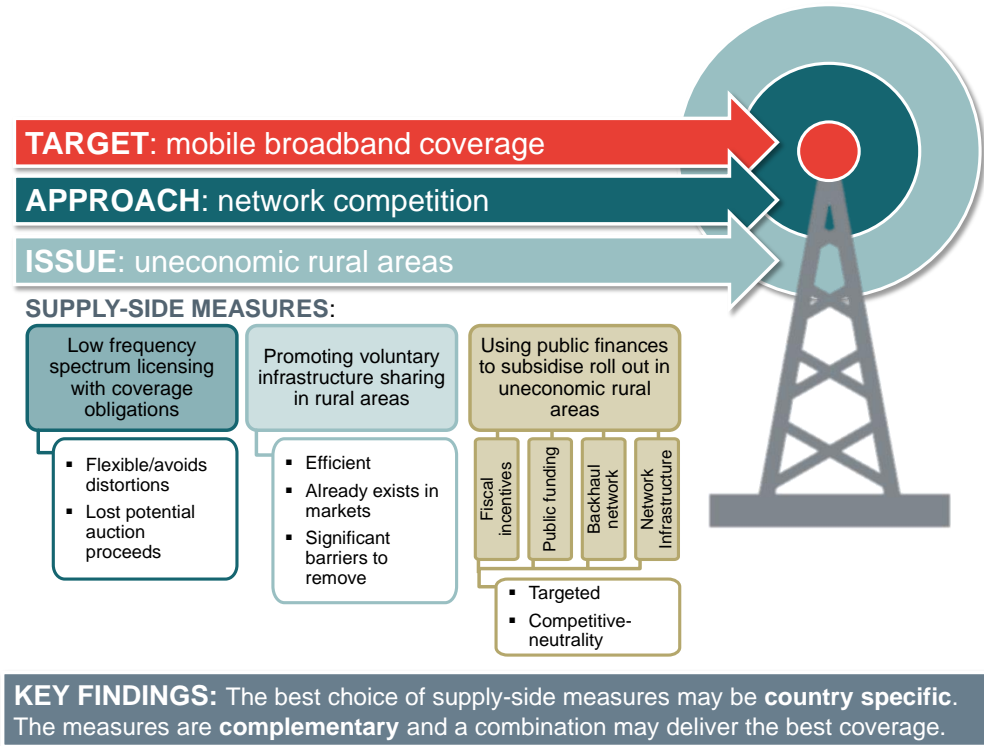 TARGET: mobile broadband coverage
APPROACH: network competition
ISSUE: uneconomic rural areas
SUPPLY-SIDE MEASURES:
Low frequency
spectrum licensing
with coverage
obligations
▪ Flexible/avoids
distortions
▪ Lost potential
auction
proceeds
Promoting voluntary
infrastructure sharing
in rural areas
▪ Efficient
▪ Already exists in
markets
▪ Significant
barriers to
remove
Using public finances
to subsidise roll out in
uneconomic rural
areas
Fiscal
incentives
Public funding
Backhaul
network
Network
Infrastructure
▪ Targeted
▪ Competitive-
neutrality
KEY FINDINGS: The best choice of supply-side measures may be country specific.
The measures are complementary and a combination may deliver the best coverage.